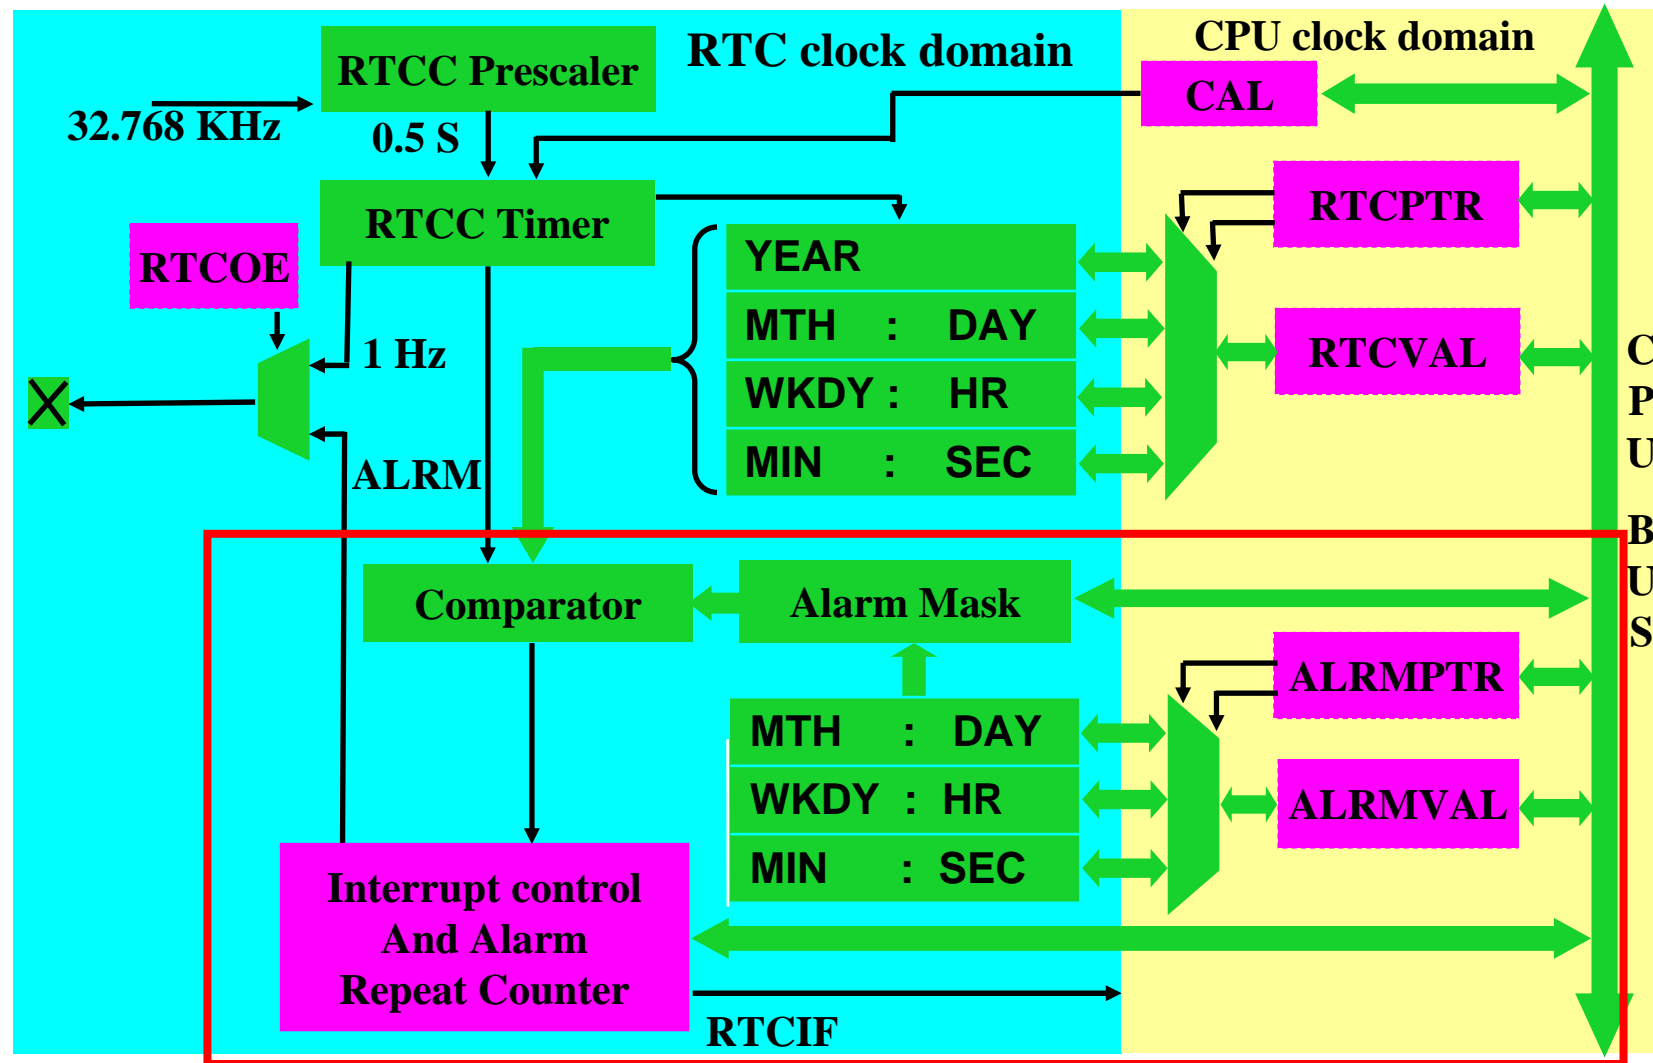 RTC clock domain
CPU clock domain
RTCC Prescaler
CAL
32.768 KHz
0.5 S
RTCPTR
RTCC Timer
RTCOE
YEAR
MTH : DAY
1 Hz
RTCVAL
WKDY : HR
MIN : SEC
ALRM
CPU BUS
Comparator
Alarm Mask
ALRMPTR
MTH : DAY
WKDY : HR
ALRMVAL
MIN : SEC
Interrupt control
And Alarm
Repeat Counter
RTCIF